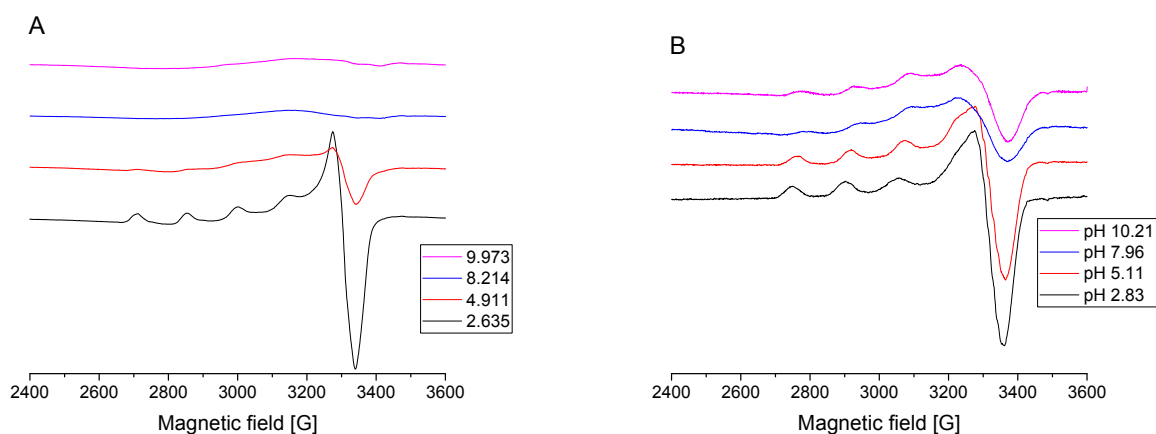 A
9.973
8.214
4.911
2.635
2400 2600 2800 3000 3200 3400 3600
Magnetic field [G]
B
pH 10.21
pH 7.96
pH 5.11
pH 2.83
2400 2600 2800 3000 3200 3400 3600
Magnetic field [G]